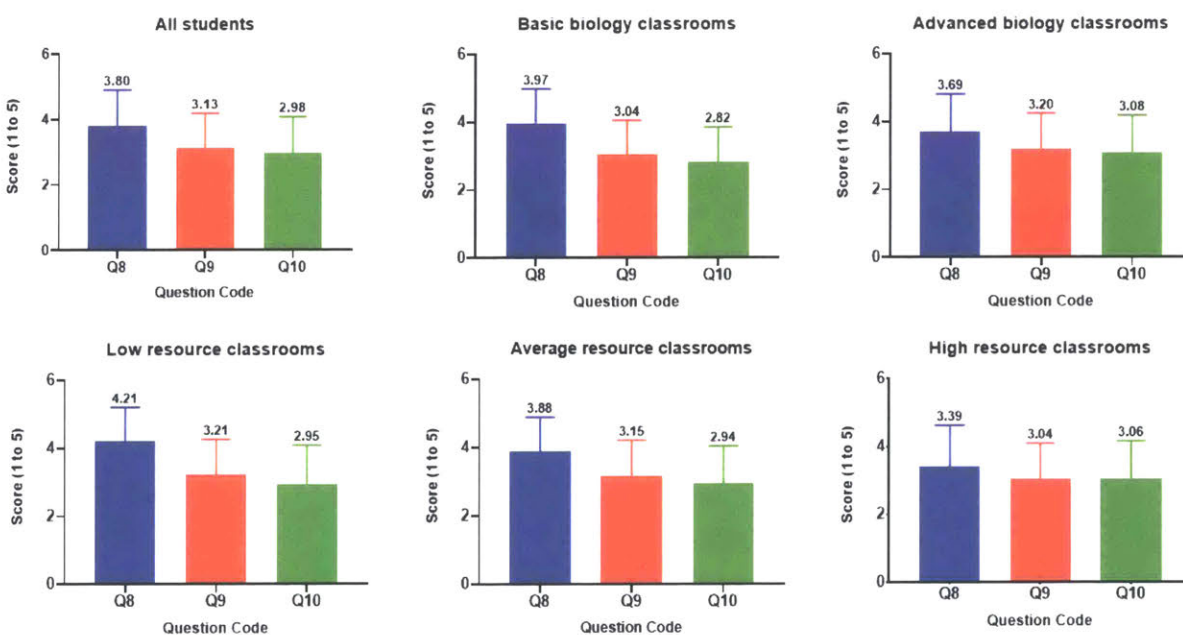 All students
Score (1 to 5)
6
4
2
0
3.80
3.13
2.98
Q8
Q9
Q10
Question Code
Basic biology classrooms
Score (1 to 5)
6
4
2
0
3.97
3.04
2.82
Q8
Q9
Q10
Question Code
Advanced biology classrooms
Score (1 to 5)
6
4
2
0
3.69
3.20
3.08
Q8
Q9
Q10
Question Code
Low resource classrooms
Score (1 to 5)
6
4
2
0
4.21
3.21
2.95
Q8
Q9
Q10
Question Code
Average resource classrooms
Score (1 to 5)
6
4
2
0
3.88
3.15
2.94
Q8
Q9
Q10
Question Code
High resource classrooms
Score (1 to 5)
6
4
2
0
3.39
3.04
3.06
Q8
Q9
Q10
Question Code